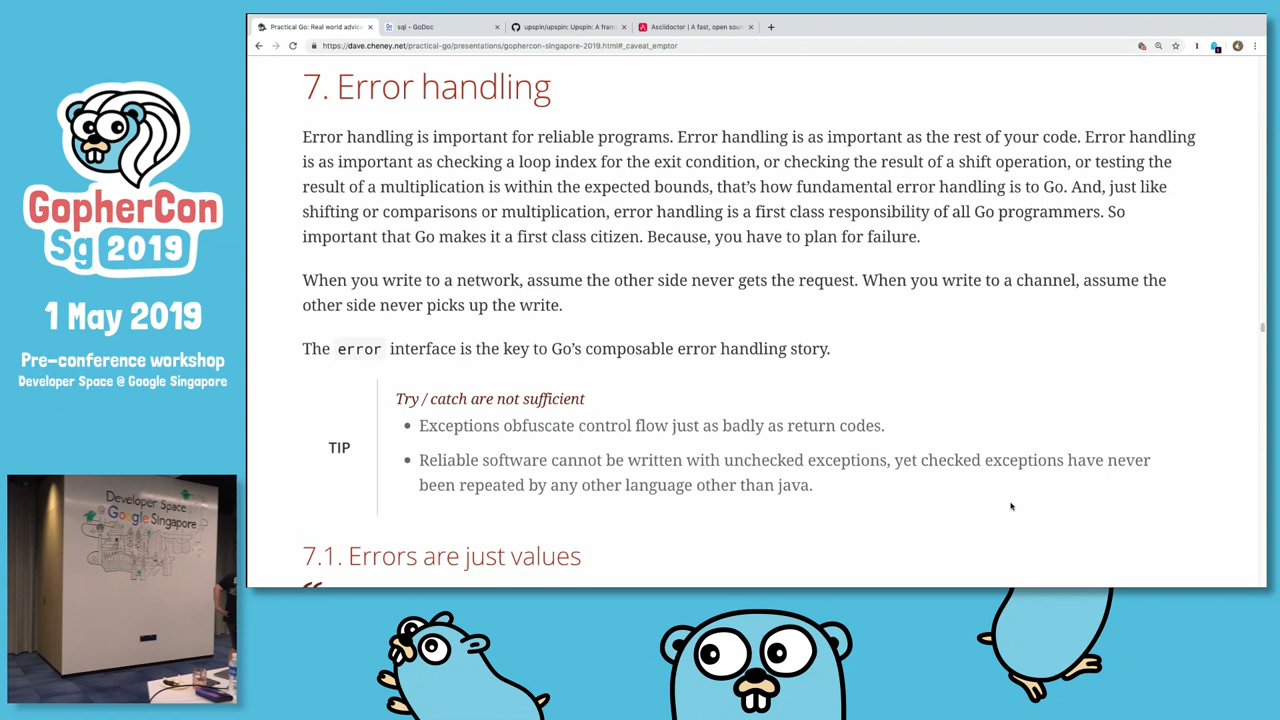 Practical Go: Real world advice
sql - GoDoc
upspin/upspin: Upspin: A fram
Asciidoctor | A fast, open sour
https://dave.cheney.net/practical-go/presentations/gophercon-singapore-2019.html#_caveat_emptor
7. Error handling
Error handling is important for reliable programs. Error handling is as important as the rest of your code. Error handling
is as important as checking a loop index for the exit condition, or checking the result of a shift operation, or testing the
result of a multiplication is within the expected bounds, that’s how fundamental error handling is to Go. And, just like
shifting or comparisons or multiplication, error handling is a first class responsibility of all Go programmers. So
important that Go makes it a first class citizen. Because, you have to plan for failure.
When you write to a network, assume the other side never gets the request. When you write to a channel, assume the
other side never picks up the write.
The error interface is the key to Go’s composable error handling story.
TIP
Try / catch are not sufficient
• Exceptions obfuscate control flow just as badly as return codes.
• Reliable software cannot be written with unchecked exceptions, yet checked exceptions have never
been repeated by any other language other than java.
7.1. Errors are just values
“
GopherCon
Sg 2019
1 May 2019
Pre-conference workshop
Developer Space @ Google Singapore
Developer Space
@ Google Singapore